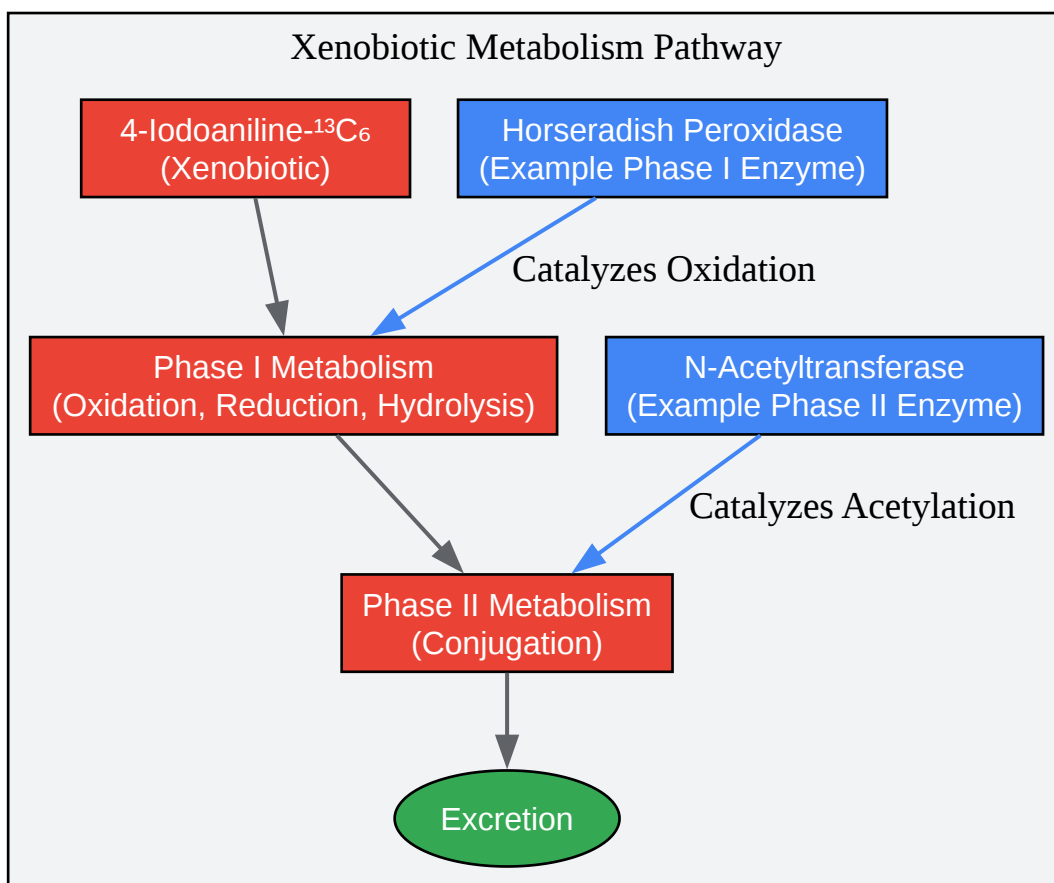 Xenobiotic Metabolism Pathway
4-Iodoaniline-¹³C₆
(Xenobiotic)
Horseradish Peroxidase
(Example Phase I Enzyme)
Catalyzes Oxidation
Phase I Metabolism
(Oxidation, Reduction, Hydrolysis)
N-Acetyltransferase
(Example Phase II Enzyme)
Catalyzes Acetylation
Phase II Metabolism
(Conjugation)
Excretion